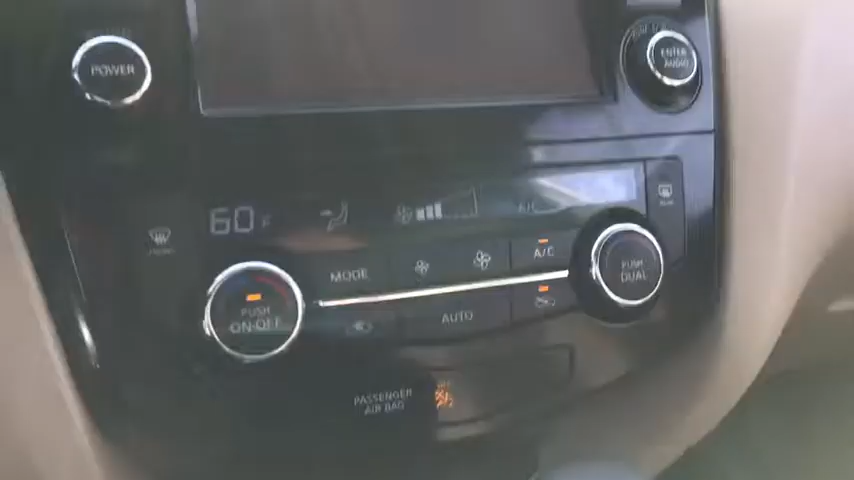 POWER
ENTER
AUDIO
60 F
A/C
MODE
A/C
PUSH
DUAL
PUSH
ON·OFF
AUTO
PASSENGER
AIR BAG